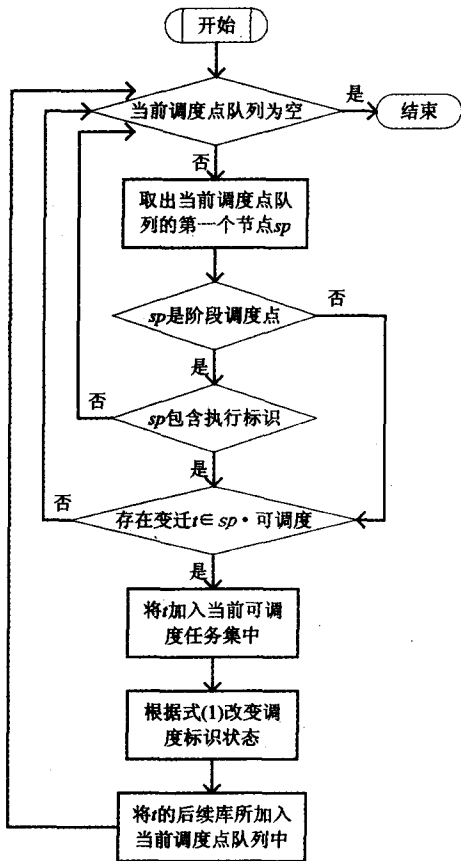 开始
当前调度点队列为空
是
结束
否
取出当前调度点队
列的第一个节点sp
sp是阶段调度点
否
是
sp包含执行标识
否
是
存在变迁t∈sp·可调度
否
是
将t加入当前可调
度任务集中
根据式(1)改变调
度标识状态
将t的后续库所加入
当前调度点队列中